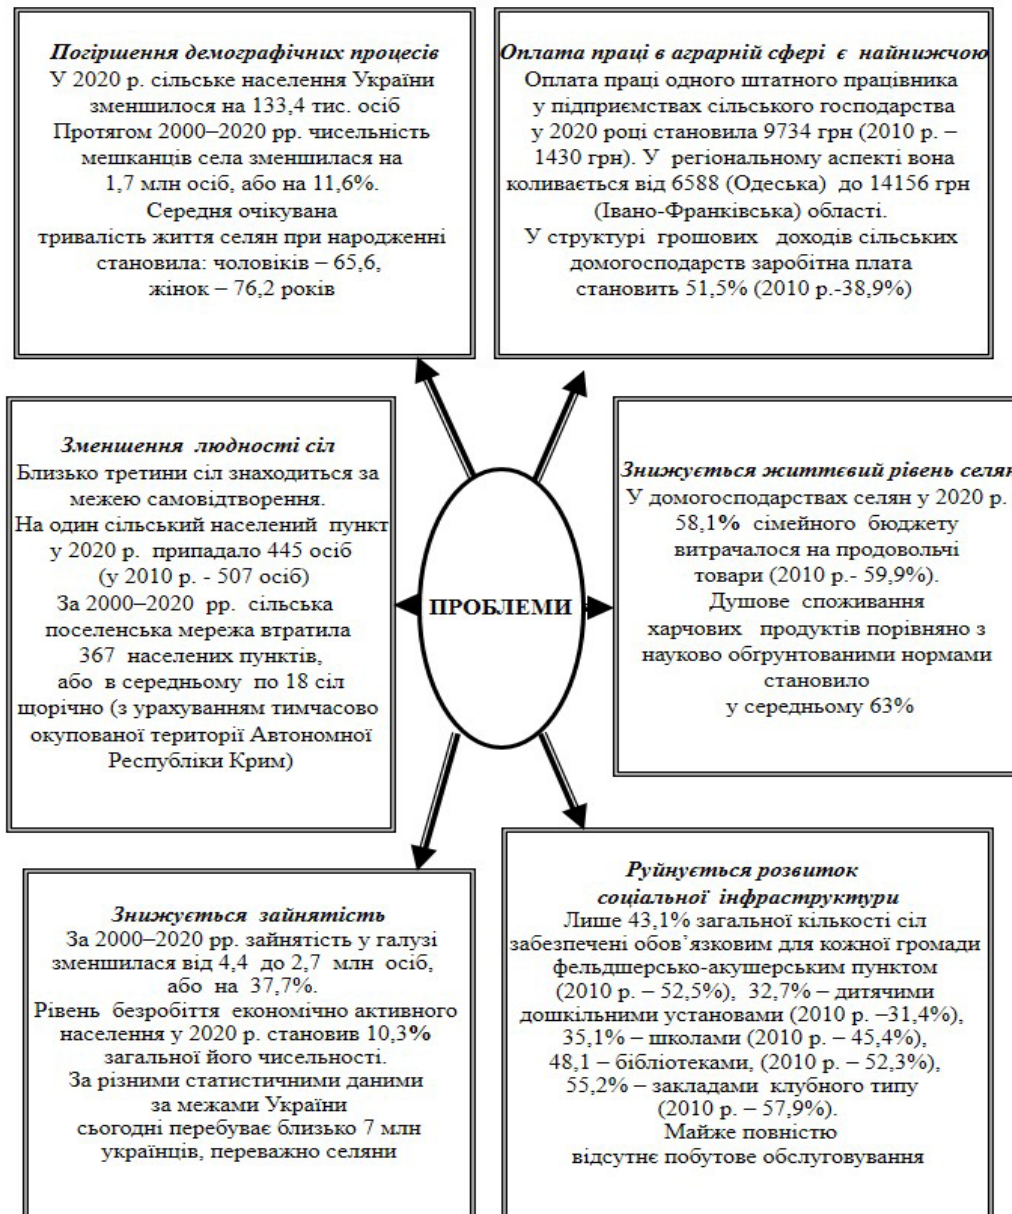 Погіршення демографічних процесів
У 2020 р. сільське населення України
зменшилося на 133,4 тис. осіб
Протягом 2000–2020 рр. чисельність
мешканців села зменшилася на
1,7 млн осіб, або на 11,6%.
Середня очікувана
тривалість життя селян при народженні
становила: чоловіків – 65,6,
жінок – 76,2 років
Оплата праці в аграрній сфері є найнижчою
Оплата праці одного штатного працівника
у підприємствах сільського господарства
у 2020 році становила 9734 грн (2010 р. –
1430 грн). У регіональному аспекті вона
коливається від 6588 (Одеська) до 14156 грн
(Івано-Франківська) області.
У структурі грошових доходів сільських
домогосподарств заробітна плата
становить 51,5% (2010 р.-38,9%)
Зменшення людності сіл
Близько третини сіл знаходиться за
межею самовідтворення.
На один сільський населений пункт
у 2020 р. припадало 445 осіб
(у 2010 р. - 507 осіб)
За 2000–2020 рр. сільська
поселенська мережа втратила
367 населених пунктів,
або в середньому по 18 сіл
щорічно (з урахуванням тимчасово
окупованої території Автономної
Республіки Крим)
ПРОБЛЕМИ
Знижується життєвий рівень селян
У домогосподарствах селян у 2020 р.
58,1% сімейного бюджету
витрачалося на продовольчі
товари (2010 р.- 59,9%).
Душове споживання
харчових продуктів порівняно з
науково обґрунтованими нормами
становило
у середньому 63%
Знижується зайнятість
За 2000–2020 рр. зайнятість у галузі
зменшилася від 4,4 до 2,7 млн осіб,
або на 37,7%.
Рівень безробіття економічно активного
населення у 2020 р. становив 10,3%
загальної його чисельності.
За різними статистичними даними
за межами України
сьогодні перебуває близько 7 млн
українців, переважно селяни
Руйнується розвиток
соціальної інфраструктури
Лише 43,1% загальної кількості сіл
забезпечені обов’язковим для кожної громади
фельдшерсько-акушерським пунктом
(2010 р. – 52,5%), 32,7% – дитячими
дошкільними установами (2010 р. –31,4%),
35,1% – школами (2010 р. – 45,4%),
48,1 – бібліотеками, (2010 р. – 52,3%),
55,2% – закладами клубного типу
(2010 р. – 57,9%).
Майже повністю
відсутнє побутове обслуговування